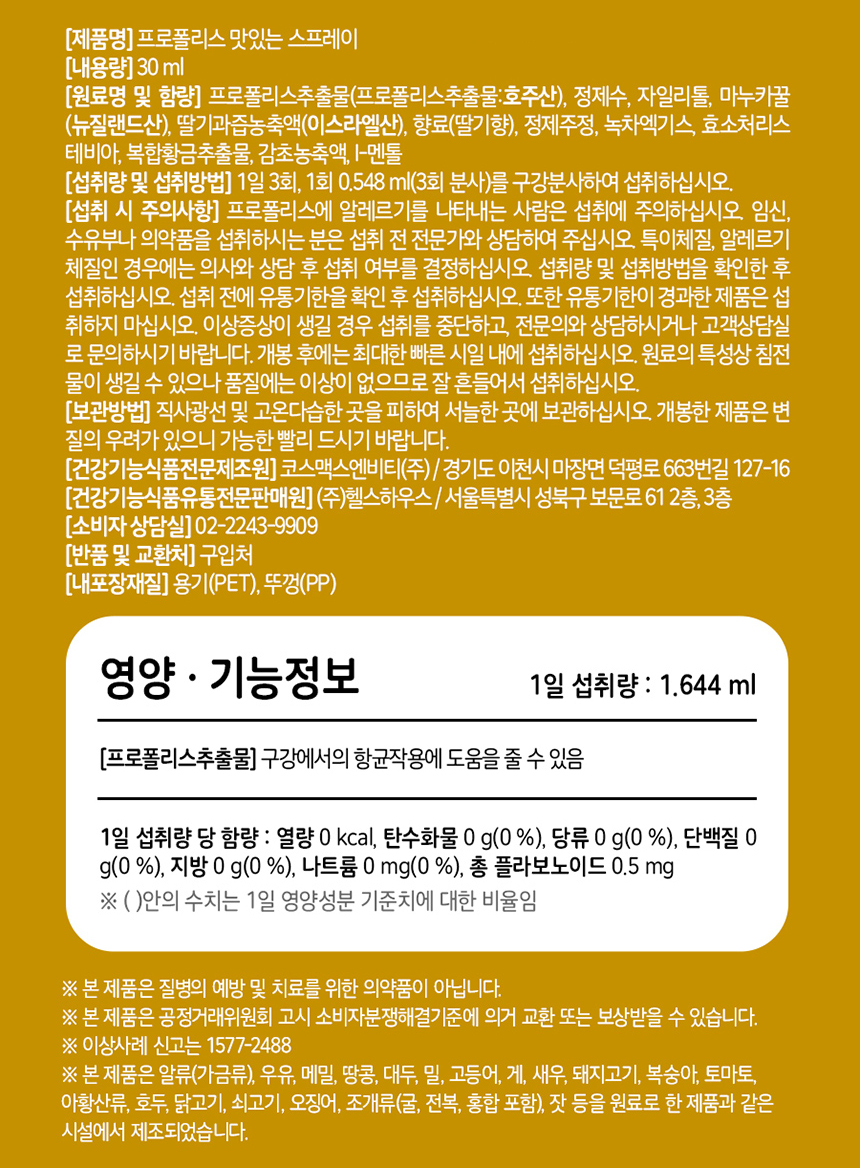 [제품명] 프로폴리스 맛있는 스프레이
[내용량] 30 ml
[원료명 및 함량] 프로폴리스추출물(프로폴리스추출물:호주산), 정제수, 자일리톨, 마누카꿀
(뉴질랜드산), 딸기과즙농축액(이스라엘산), 향료(딸기향), 정제주정, 녹차엑기스, 효소처리스
테비아, 복합황금추출물, 감초농축액, l-멘톨
[섭취량 및 섭취방법] 1일 3회, 1회 0.548 ml(3회 분사)를 구강분사하여 섭취하십시오.
[섭취 시 주의사항] 프로폴리스에 알레르기를 나타내는 사람은 섭취에 주의하십시오. 임신,
수유부나 의약품을 섭취하시는 분은 섭취 전 전문가와 상담하여 주십시오. 특이체질, 알레르기
체질인 경우에는 의사와 상담 후 섭취 여부를 결정하십시오. 섭취량 및 섭취방법을 확인한 후
섭취하십시오. 섭취 전에 유통기한을 확인 후 섭취하십시오. 또한 유통기한이 경과한 제품은 섭
취하지 마십시오. 이상증상이 생길 경우 섭취를 중단하고, 전문의와 상담하시거나 고객상담실
로 문의하시기 바랍니다. 개봉 후에는 최대한 빠른 시일 내에 섭취하십시오. 원료의 특성상 침전
물이 생길 수 있으나 품질에는 이상이 없으므로 잘 흔들어서 섭취하십시오.
[보관방법] 직사광선 및 고온다습한 곳을 피하여 서늘한 곳에 보관하십시오. 개봉한 제품은 변
질의 우려가 있으니 가능한 빨리 드시기 바랍니다.
[건강기능식품전문제조원] 코스맥스엔비티(주) / 경기도 이천시 마장면 덕평로 663번길 127-16
[건강기능식품유통전문판매원] (주)헬스하우스 / 서울특별시 성북구 보문로 61 2층, 3층
[소비자 상담실] 02-2243-9909
[반품 및 교환처] 구입처
[내포장재질] 용기(PET), 뚜껑(PP)
영양 · 기능정보
1일 섭취량 : 1.644 ml
[프로폴리스추출물] 구강에서의 항균작용에 도움을 줄 수 있음
1일 섭취량 당 함량 : 열량 0 kcal, 탄수화물 0 g(0 %), 당류 0 g(0 %), 단백질 0
g(0 %), 지방 0 g(0 %), 나트륨 0 mg(0 %), 총 플라보노이드 0.5 mg
※ ( )안의 수치는 1일 영양성분 기준치에 대한 비율임
※ 본 제품은 질병의 예방 및 치료를 위한 의약품이 아닙니다.
※ 본 제품은 공정거래위원회 고시 소비자분쟁해결기준에 의거 교환 또는 보상받을 수 있습니다.
※ 이상사례 신고는 1577-2488
※ 본 제품은 알류(가금류), 우유, 메밀, 땅콩, 대두, 밀, 고등어, 게, 새우, 돼지고기, 복숭아, 토마토,
아황산류, 호두, 닭고기, 쇠고기, 오징어, 조개류(굴, 전복, 홍합 포함), 잣 등을 원료로 한 제품과 같은
시설에서 제조되었습니다.